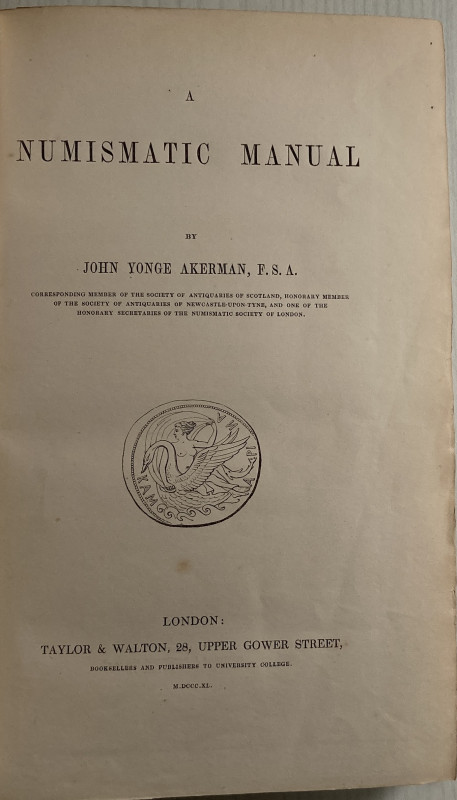 A
NUMISMATIC MANUAL
BY
JOHN YONGE AKERMAN, F.S.A.
CORRESPONDING MEMBER OF THE SOCIETY OF ANTIQUARIES OF SCOTLAND, HONORARY MEMBER
OF THE SOCIETY OF ANTIQUARIES OF NEWCASTLE-UPON-TYNE, AND ONE OF THE
HONORARY SECRETARIES OF THE NUMISMATIC SOCIETY OF LONDON.
LONDON:
TAYLOR & WALTON, 28, UPPER GOWER STREET,
BOOKSELLERS AND PUBLISHERS TO UNIVERSITY COLLEGE.
M.DCCC.XL.